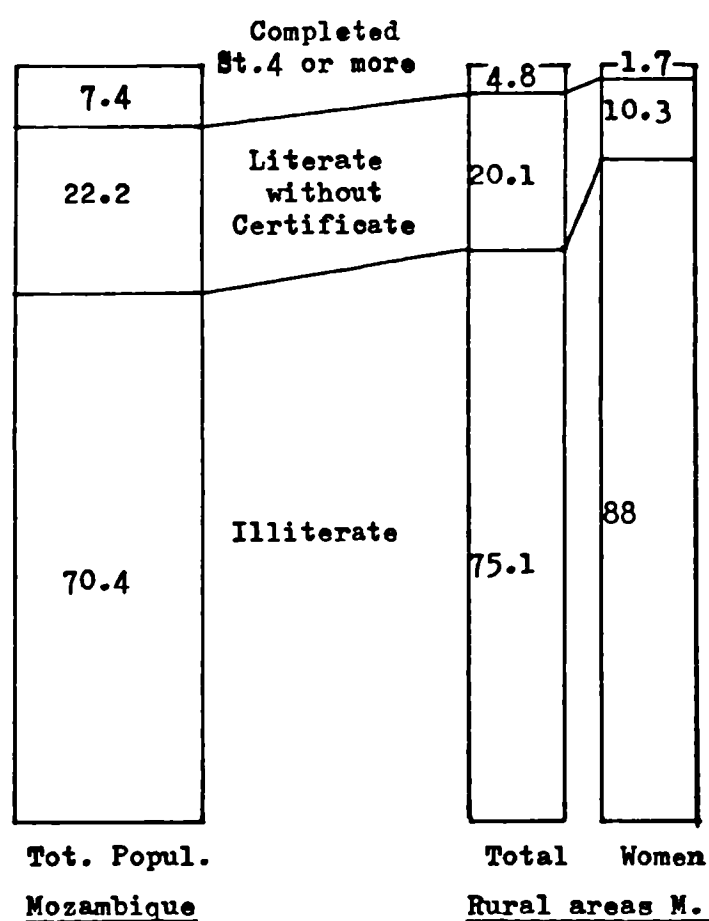 Completed
St.4 or more
7.4
4.8
1.7
10.3
Literate
without
Certificate
22.2
20.1
Illiterate
70.4
75.1
88
Tot. Popul.
Total
Women
Mozambique
Rural areas M.